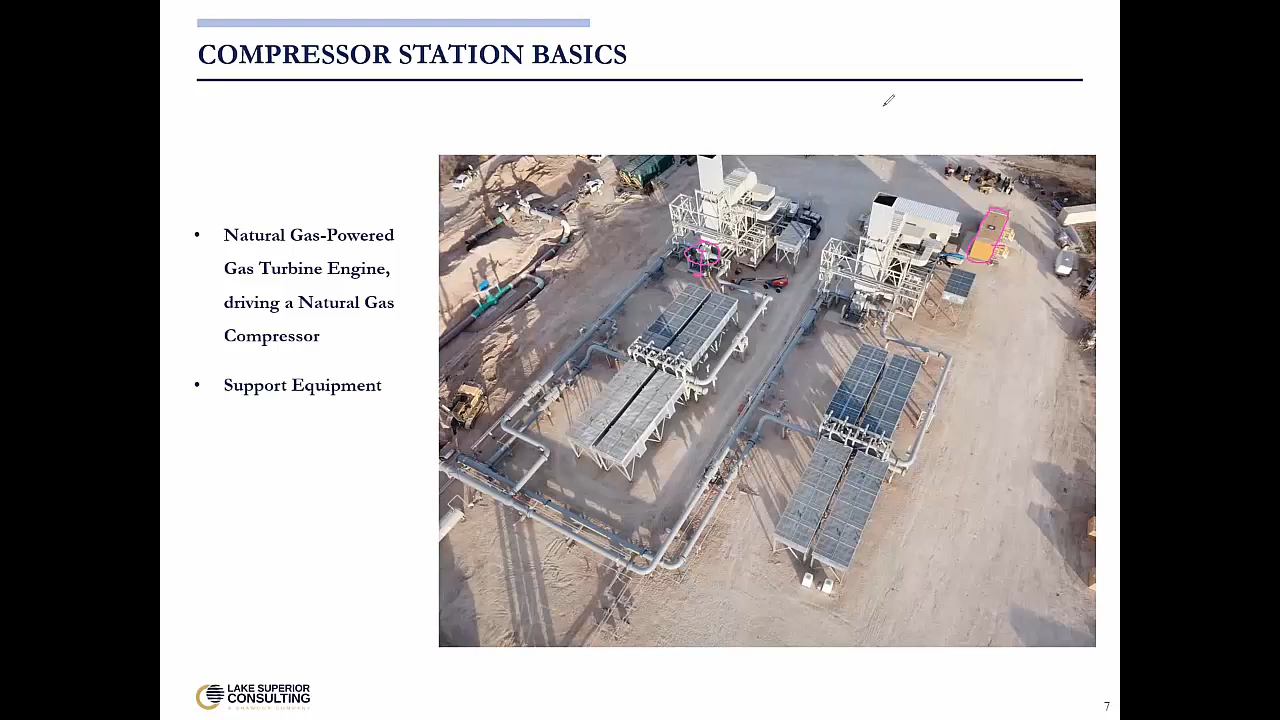 COMPRESSOR STATION BASICS
• Natural Gas-Powered
Gas Turbine Engine,
driving a Natural Gas
Compressor
• Support Equipment
LAKE SUPERIOR
CONSULTING
7